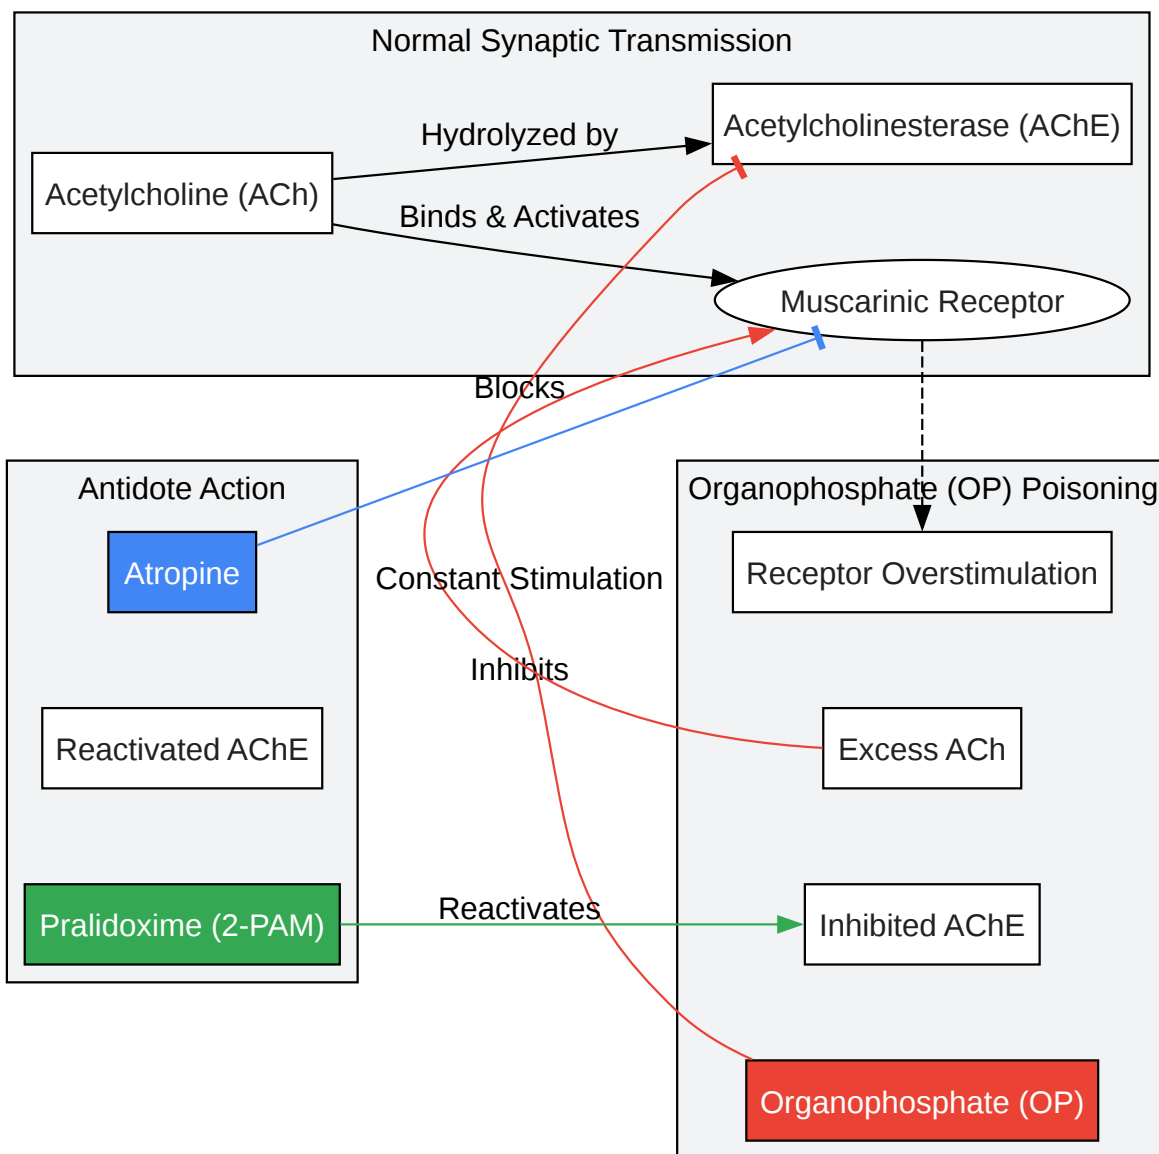 Normal Synaptic Transmission
Acetylcholinesterase (AChE)
Hydrolyzed by
Acetylcholine (ACh)
Binds & Activates
Muscarinic Receptor
Blocks
Antidote Action
Organophosphate (OP) Poisoning
Atropine
Constant Stimulation
Receptor Overstimulation
Inhibits
Reactivated AChE
Excess ACh
Reactivates
Pralidoxime (2-PAM)
Inhibited AChE
Organophosphate (OP)